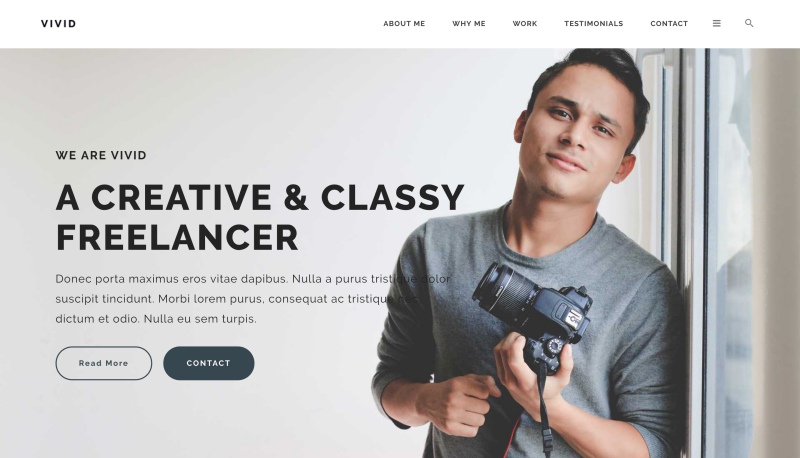 VIVID
ABOUT ME WHY ME WORK TESTIMONIALS CONTACT
WE ARE VIVID
A CREATIVE & CLASSY
FREELANCER
Donec porta maximus eros vitae dapibus. Nulla a purus tristique dolor
suscipit tincidunt. Morbi lorem purus, consequat ac tristique
dictum et odio. Nulla eu sem turpis.
Read More CONTACT